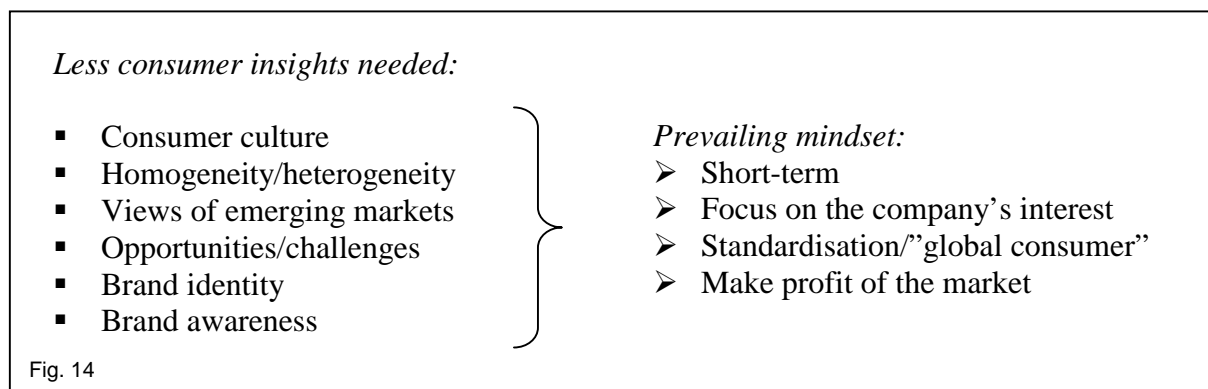 Less consumer insights needed:
▪ Consumer culture
▪ Homogeneity/heterogeneity
▪ Views of emerging markets
▪ Opportunities/challenges
▪ Brand identity
▪ Brand awareness
Prevailing mindset:
➢ Short-term
➢ Focus on the company’s interest
➢ Standardisation/”global consumer”
➢ Make profit of the market
Fig. 14